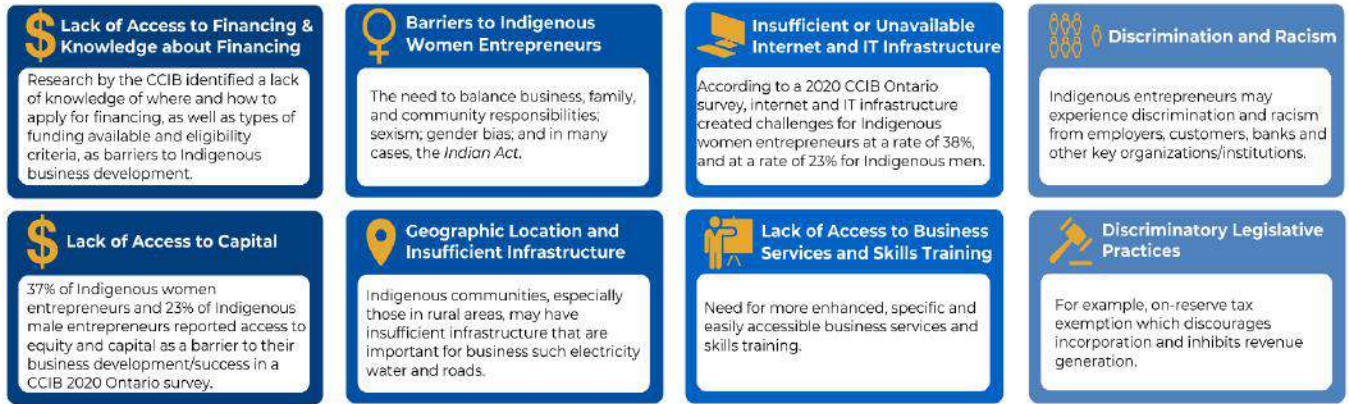 Lack of Access to Financing &
Knowledge about Financing
Research by the CCIB identified a lack
of knowledge of where and how to
apply for financing, as well as types of
funding available and eligibility
criteria, as barriers to Indigenous
business development.
Barriers to Indigenous
Women Entrepreneurs
The need to balance business, family,
and community responsibilities;
sexism; gender bias; and in many
cases, the Indian Act.
Insufficient or Unavailable
Internet and IT Infrastructure
According to a 2020 CCIB Ontario
survey, internet and IT infrastructure
created challenges for Indigenous
women entrepreneurs at a rate of 38%,
and at a rate of 23% for Indigenous men.
Discrimination and Racism
Indigenous entrepreneurs may
experience discrimination and racism
from employers, customers, banks and
other key organizations/institutions.
Lack of Access to Capital
37% of Indigenous women
entrepreneurs and 23% of Indigenous
male entrepreneurs reported access to
equity and capital as a barrier to their
business development/success in a
CCIB 2020 Ontario survey.
Geographic Location and
Insufficient Infrastructure
Indigenous communities, especially
those in rural areas, may have
insufficient infrastructure that are
important for business such electricity
water and roads.
Lack of Access to Business
Services and Skills Training
Need for more enhanced, specific and
easily accessible business services and
skills training.
Discriminatory Legislative
Practices
For example, on-reserve tax
exemption which discourages
incorporation and inhibits revenue
generation.